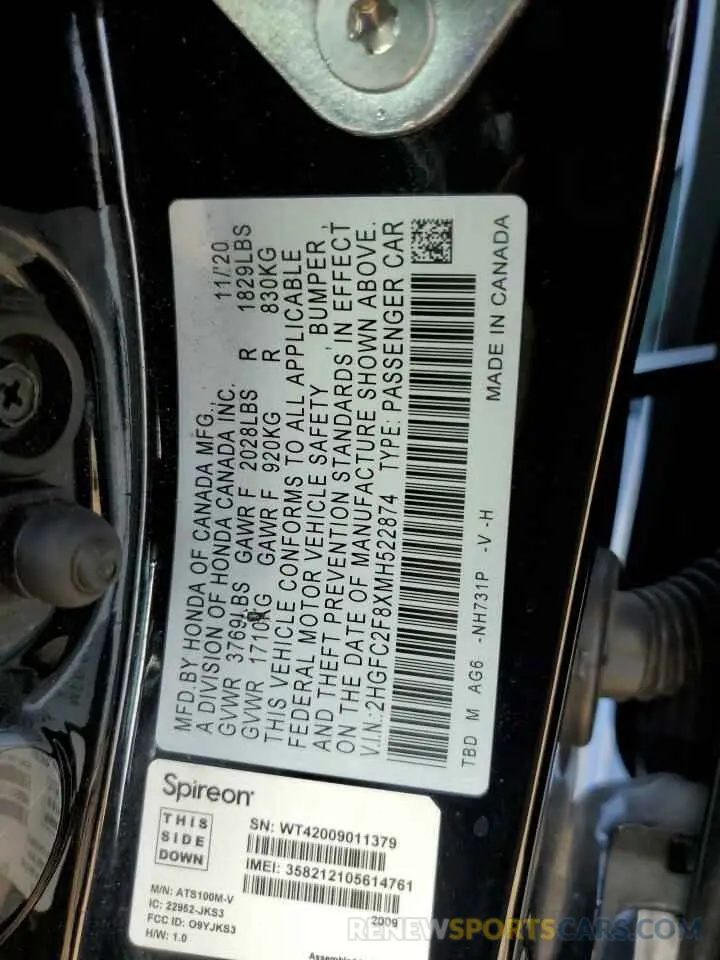 MFD.BY HONDA OF CANADA MFG.,
A DIVISION OF HONDA CANADA INC. 11/'20
GVWR 3769LBS GAWR F 2028LBS R 1829LBS
GVWR 1710KG GAWR F 920KG R 830KG
THIS VEHICLE CONFORMS TO ALL APPLICABLE
FEDERAL MOTOR VEHICLE SAFETY, BUMPER,
AND THEFT PREVENTION STANDARDS IN EFFECT
ON THE DATE OF MANUFACTURE SHOWN ABOVE.
V.I.N.:2HGFC2F8XMH522874 TYPE: PASSENGER CAR
TBD M AG6 -NH731P -V -H MADE IN CANADA
Spireon
THIS
SIDE
DOWN
SN: WT42009011379
IMEI: 358212105614761
M/N: ATS100M-V
IC: 22952-JKS3
FCC ID: O9YJKS3
H/W: 1.0
2009
RENEWSPORTSCARS.COM